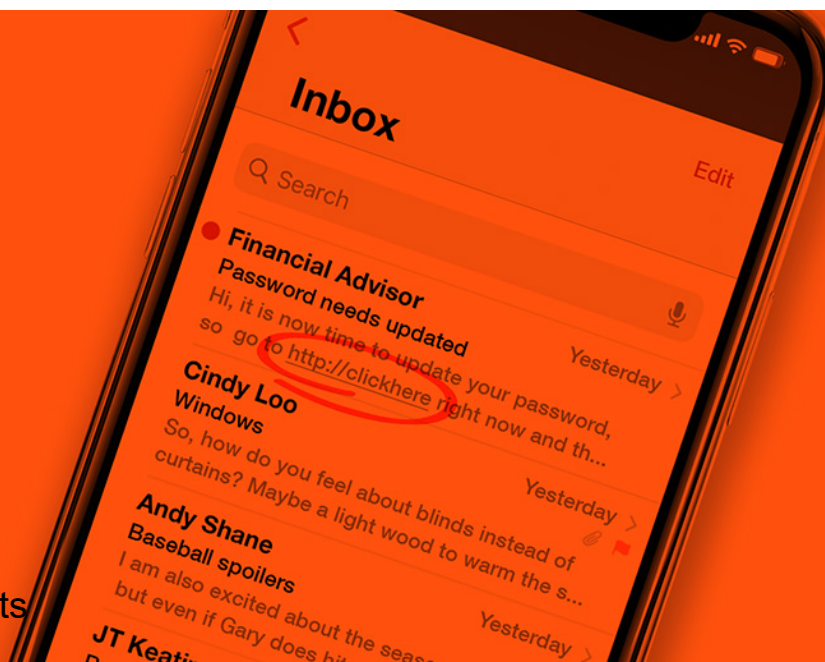 Inbox
Edit
Search
Financial Advisor
Yesterday
Password needs updated
Hi, it is now time to update your password,
so go to http://clickhere right now and th...
Cindy Loo
Yesterday
Windows
So, how do you feel about blinds instead of
curtains? Maybe a light wood to warm the s...
Andy Shane
Yesterday
Baseball spoilers
I am also excited about the seas
but even if Gary does
ts
JT